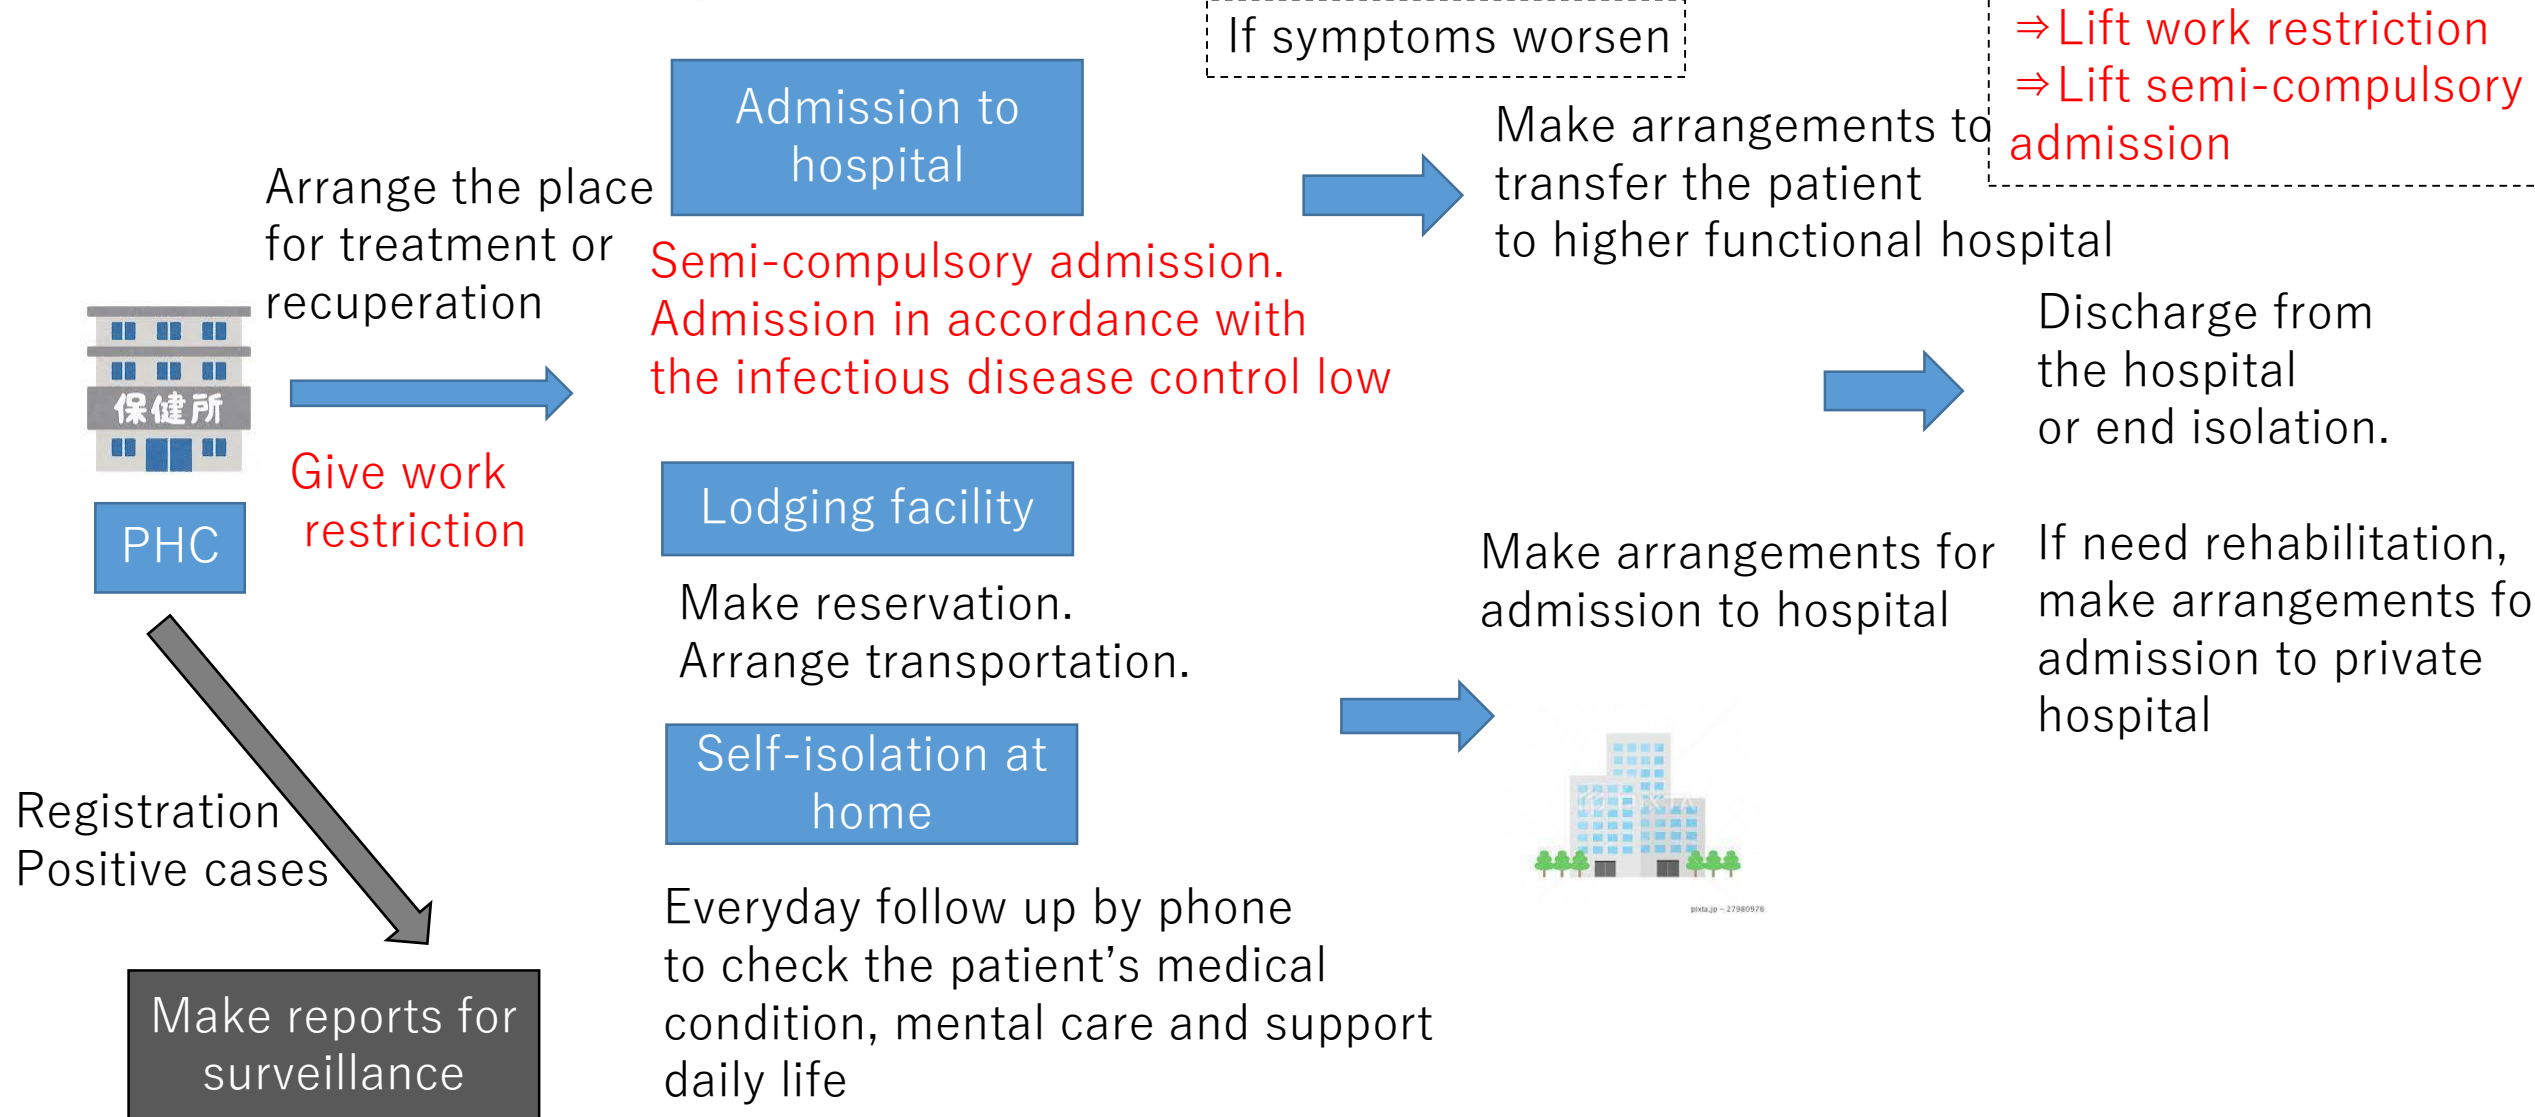 If symptoms worsen
⇒Lift work restriction
⇒Lift semi-compulsory
admission
Admission to
hospital
Make arrangements to
transfer the patient
to higher functional hospital
Arrange the place
for treatment or
recuperation
Semi-compulsory admission.
Admission in accordance with
the infectious disease control low
保健所
PHC
Give work
restriction
Discharge from
the hospital
or end isolation.
Lodging facility
Make reservation.
Arrange transportation.
Make arrangements for
admission to hospital
If need rehabilitation,
make arrangements fo
admission to private
hospital
Self-isolation at
home
Registration
Positive cases
Everyday follow up by phone
to check the patient’s medical
condition, mental care and support
daily life
pixta.jp - 27980976
Make reports for
surveillance